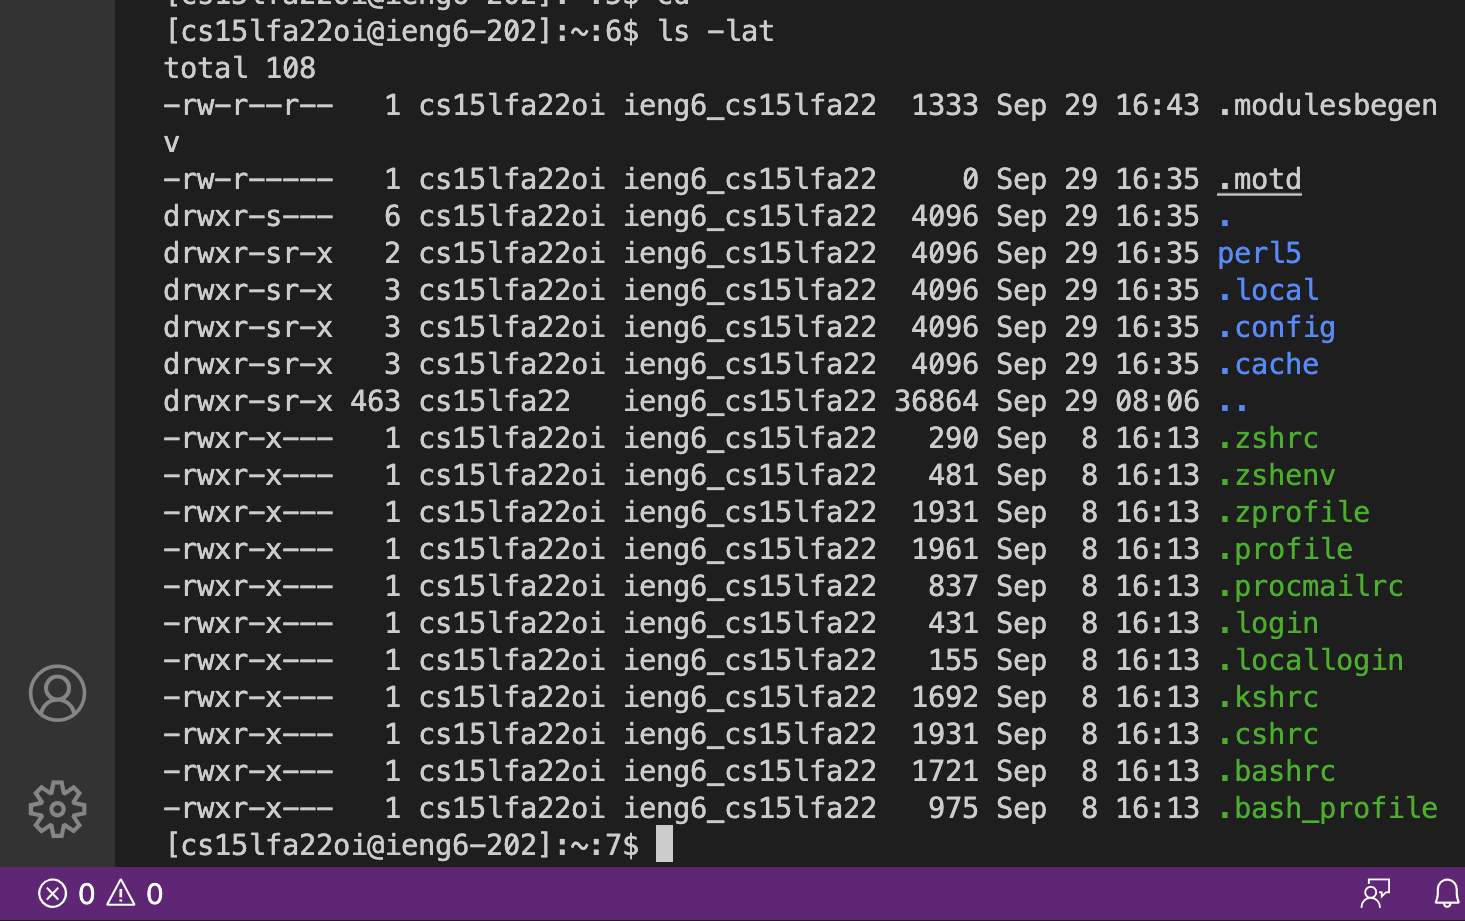 [cs15lfa22oi@ieng6-202]:~:5$ cd
[cs15lfa22oi@ieng6-202]:~:6$ ls -lat
total 108
-rw-r--r--   1 cs15lfa22oi ieng6_cs15lfa22  1333 Sep 29 16:43 .modulesbegen
v
-rw-r-----   1 cs15lfa22oi ieng6_cs15lfa22     0 Sep 29 16:35 .motd
drwxr-s---   6 cs15lfa22oi ieng6_cs15lfa22  4096 Sep 29 16:35 .
drwxr-sr-x   2 cs15lfa22oi ieng6_cs15lfa22  4096 Sep 29 16:35 perl5
drwxr-sr-x   3 cs15lfa22oi ieng6_cs15lfa22  4096 Sep 29 16:35 .local
drwxr-sr-x   3 cs15lfa22oi ieng6_cs15lfa22  4096 Sep 29 16:35 .config
drwxr-sr-x   3 cs15lfa22oi ieng6_cs15lfa22  4096 Sep 29 16:35 .cache
drwxr-sr-x 463 cs15lfa22   ieng6_cs15lfa22 36864 Sep 29 08:06 ..
-rwxr-x---   1 cs15lfa22oi ieng6_cs15lfa22   290 Sep  8 16:13 .zshrc
-rwxr-x---   1 cs15lfa22oi ieng6_cs15lfa22   481 Sep  8 16:13 .zshenv
-rwxr-x---   1 cs15lfa22oi ieng6_cs15lfa22  1931 Sep  8 16:13 .zprofile
-rwxr-x---   1 cs15lfa22oi ieng6_cs15lfa22  1961 Sep  8 16:13 .profile
-rwxr-x---   1 cs15lfa22oi ieng6_cs15lfa22   837 Sep  8 16:13 .procmailrc
-rwxr-x---   1 cs15lfa22oi ieng6_cs15lfa22   431 Sep  8 16:13 .login
-rwxr-x---   1 cs15lfa22oi ieng6_cs15lfa22   155 Sep  8 16:13 .locallogin
-rwxr-x---   1 cs15lfa22oi ieng6_cs15lfa22  1692 Sep  8 16:13 .kshrc
-rwxr-x---   1 cs15lfa22oi ieng6_cs15lfa22  1931 Sep  8 16:13 .cshrc
-rwxr-x---   1 cs15lfa22oi ieng6_cs15lfa22  1721 Sep  8 16:13 .bashrc
-rwxr-x---   1 cs15lfa22oi ieng6_cs15lfa22   975 Sep  8 16:13 .bash_profile
[cs15lfa22oi@ieng6-202]:~:7$
0 0